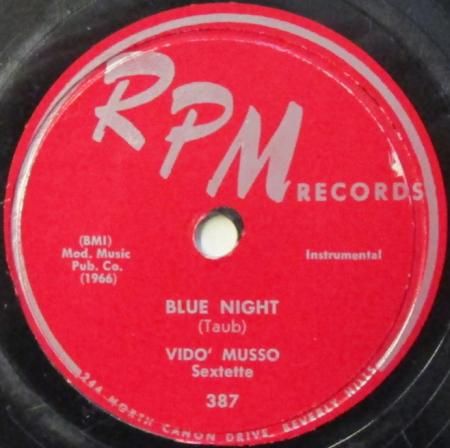 RPM
RECORDS
(BMI)
Mod. Music
Pub. Co.
(1966)
Instrumental
BLUE NIGHT
(Taub)
VIDO' MUSSO
Sextette
387
244 NORTH CANON DRIVE, BEVERLY HILLS